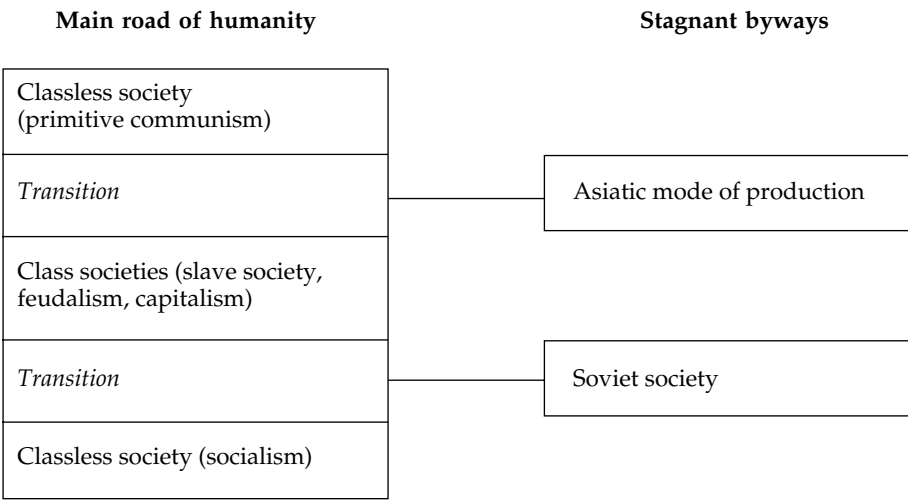 Main road of humanity
Stagnant byways
Classless society
(primitive communism)
Transition
Asiatic mode of production
Class societies (slave society,
feudalism, capitalism)
Transition
Soviet society
Classless society (socialism)